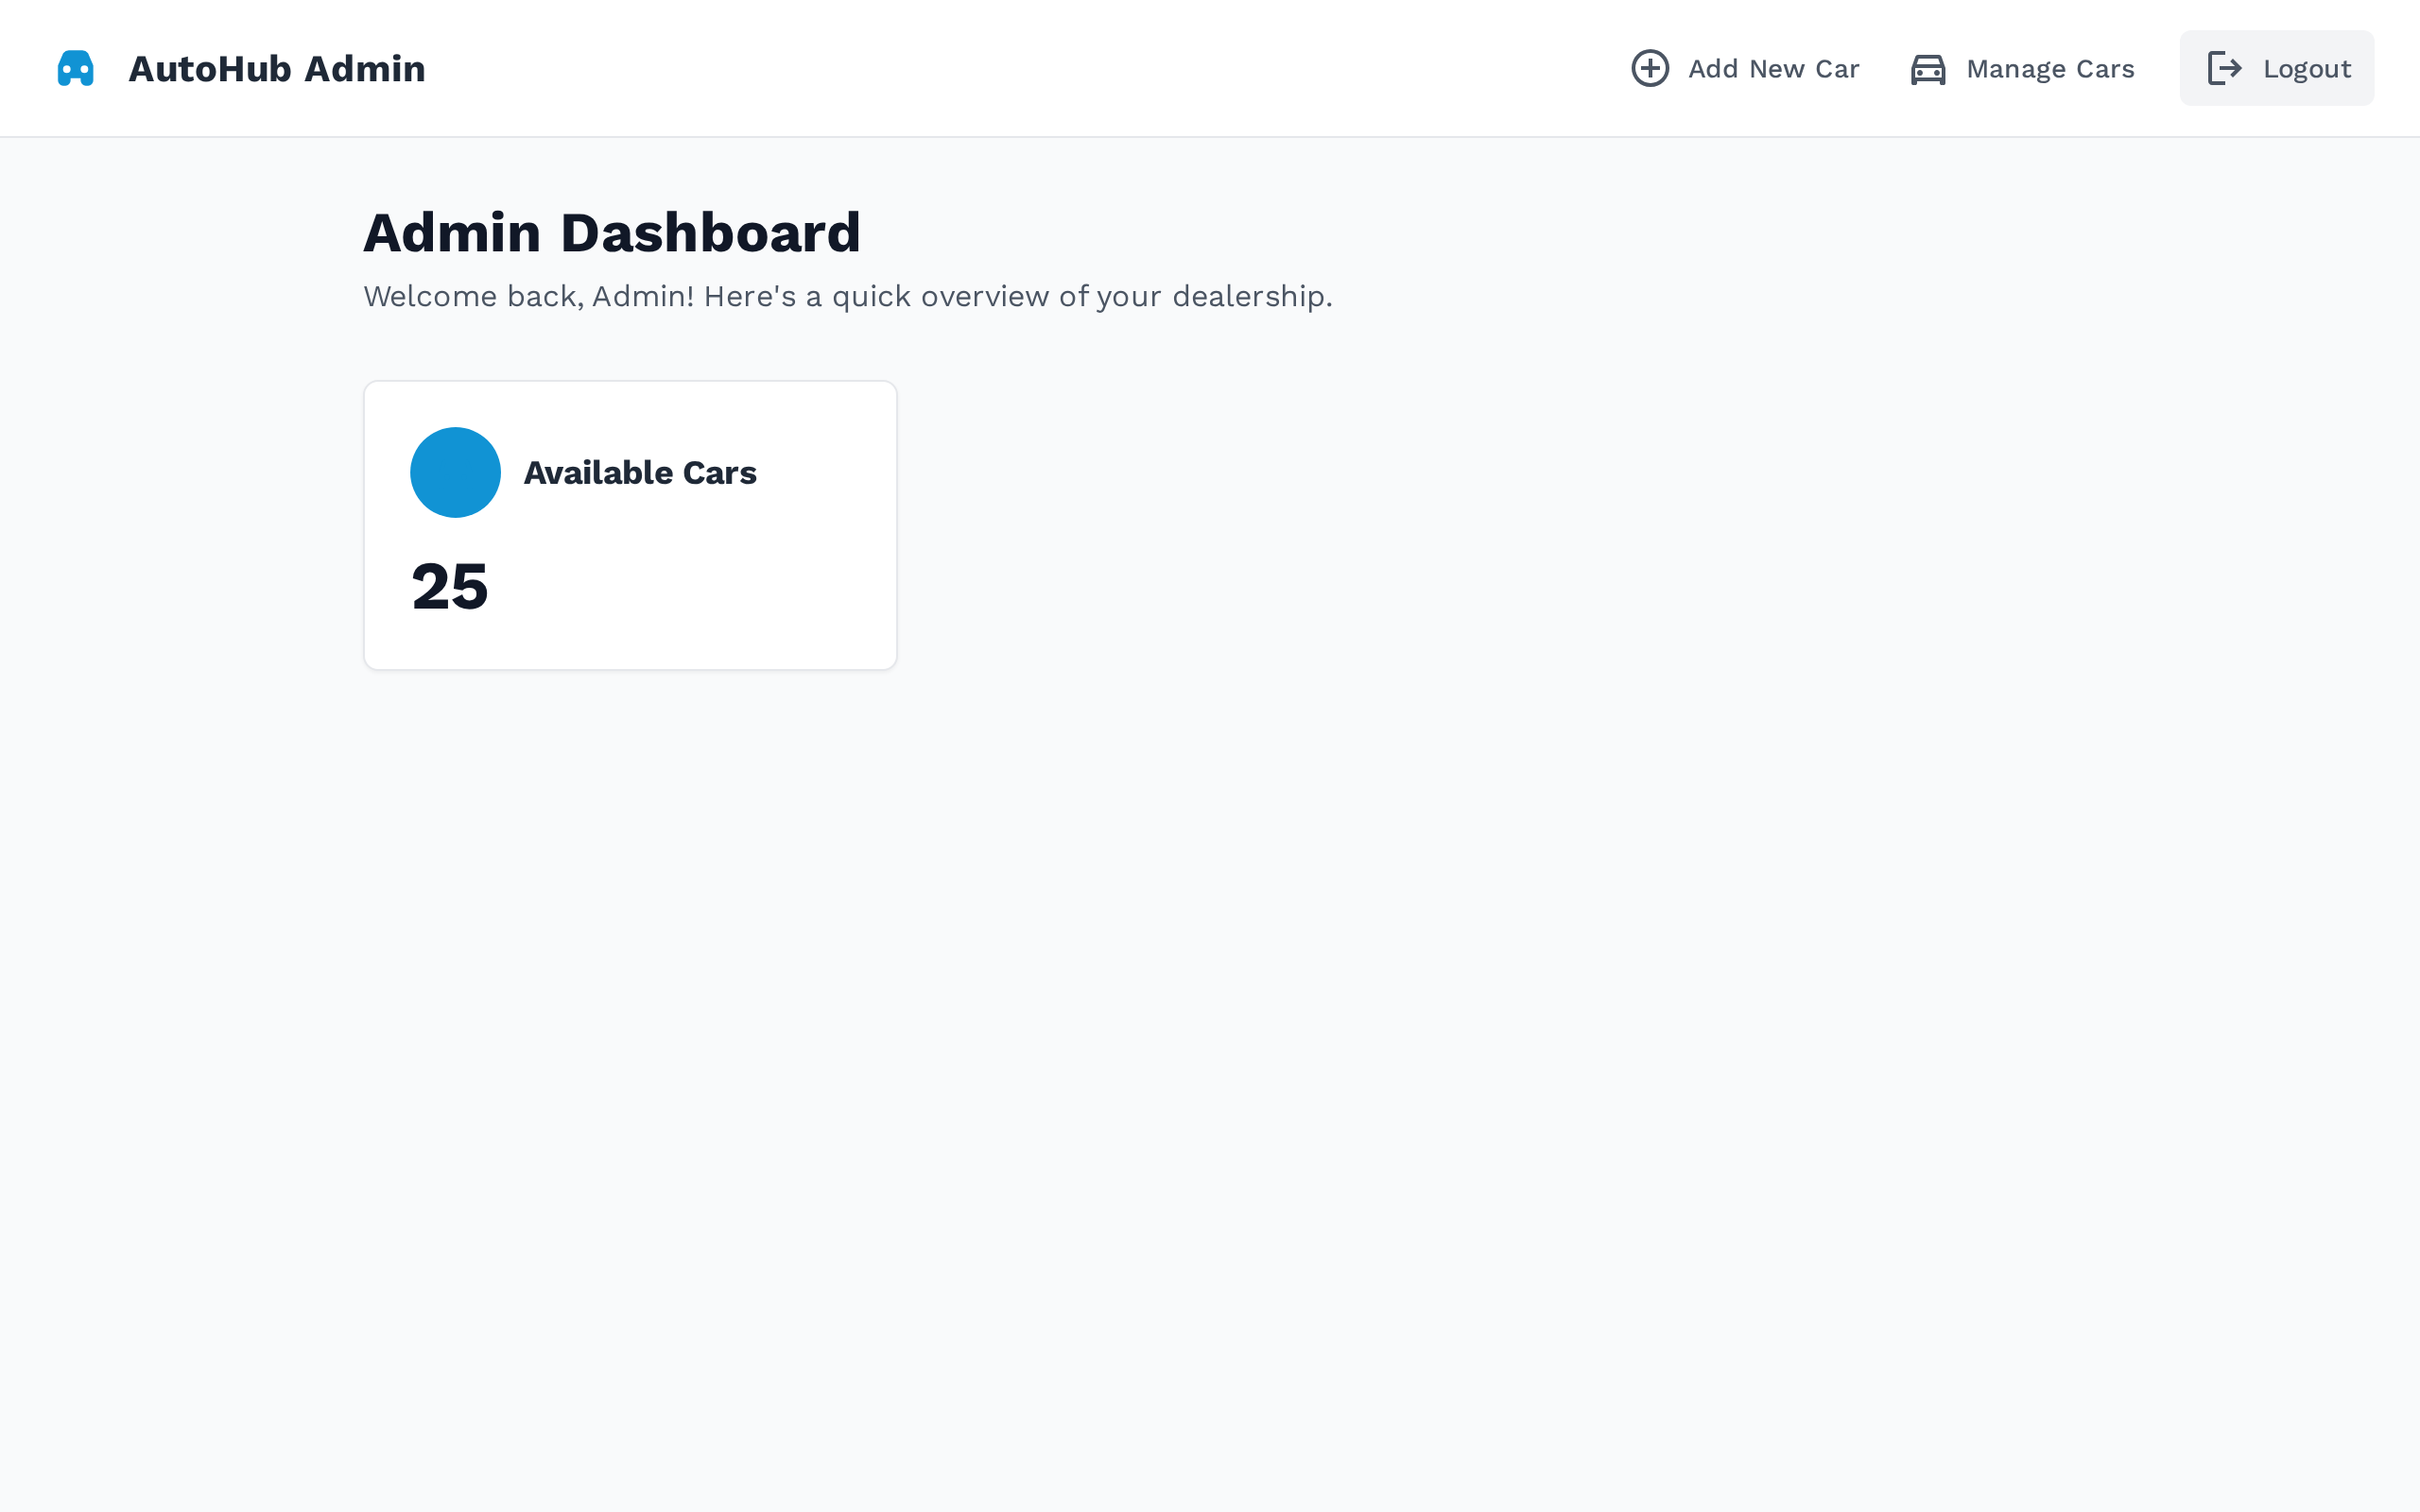 AutoHub Admin
Add New Car
Manage Cars
Logout
Admin Dashboard
Welcome back, Admin! Here's a quick overview of your dealership.
Available Cars
25